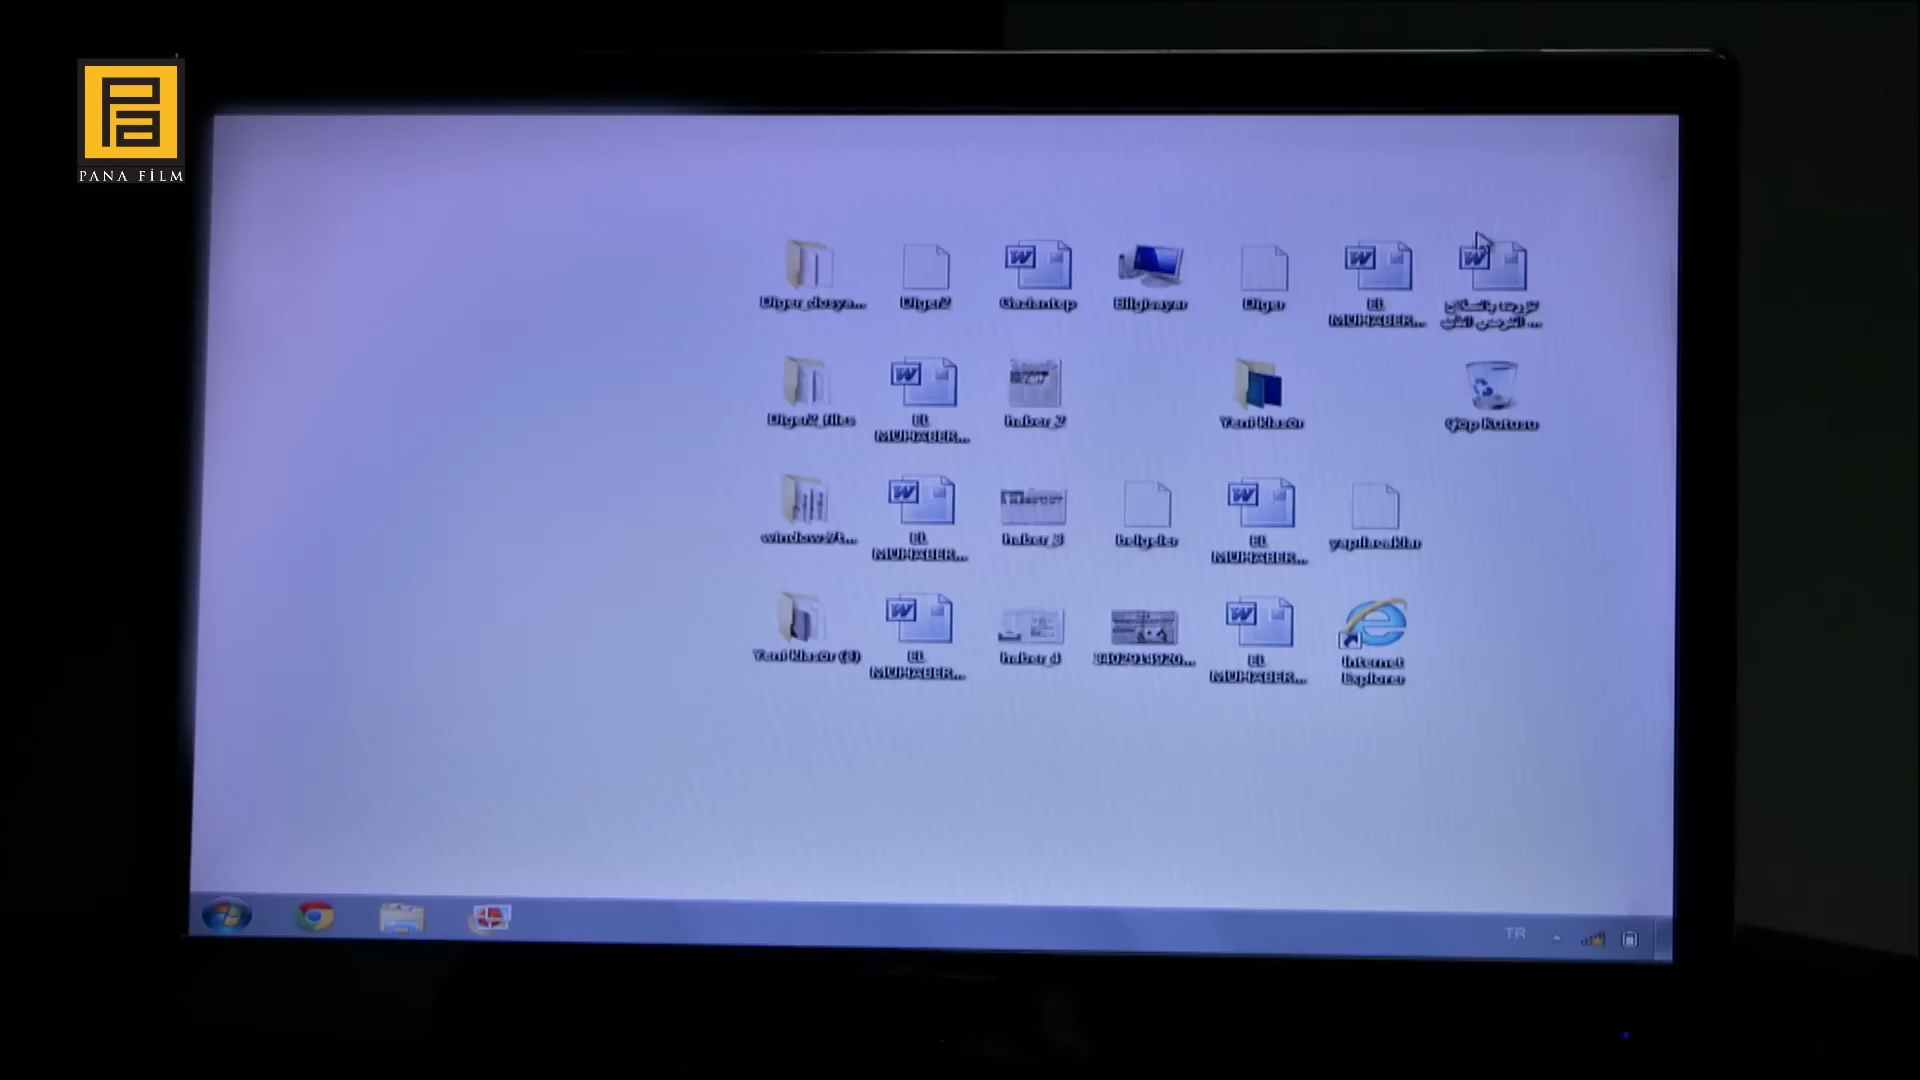 PANA FİLM
Diger_dosya...
Diger2
Gaziantep
Bilgisayar
Diger
EL
MUHABER...
Diger2_files
EL
MUHABER...
haber_2
Yeni klasör
Çöp Kutusu
EL
MUHABER...
haber_3
belgeler
EL
MUHABER...
yapılacaklar
Yeni klasör (3)
EL
MUHABER...
haber_4
EL
MUHABER...
Internet
Explorer
TR